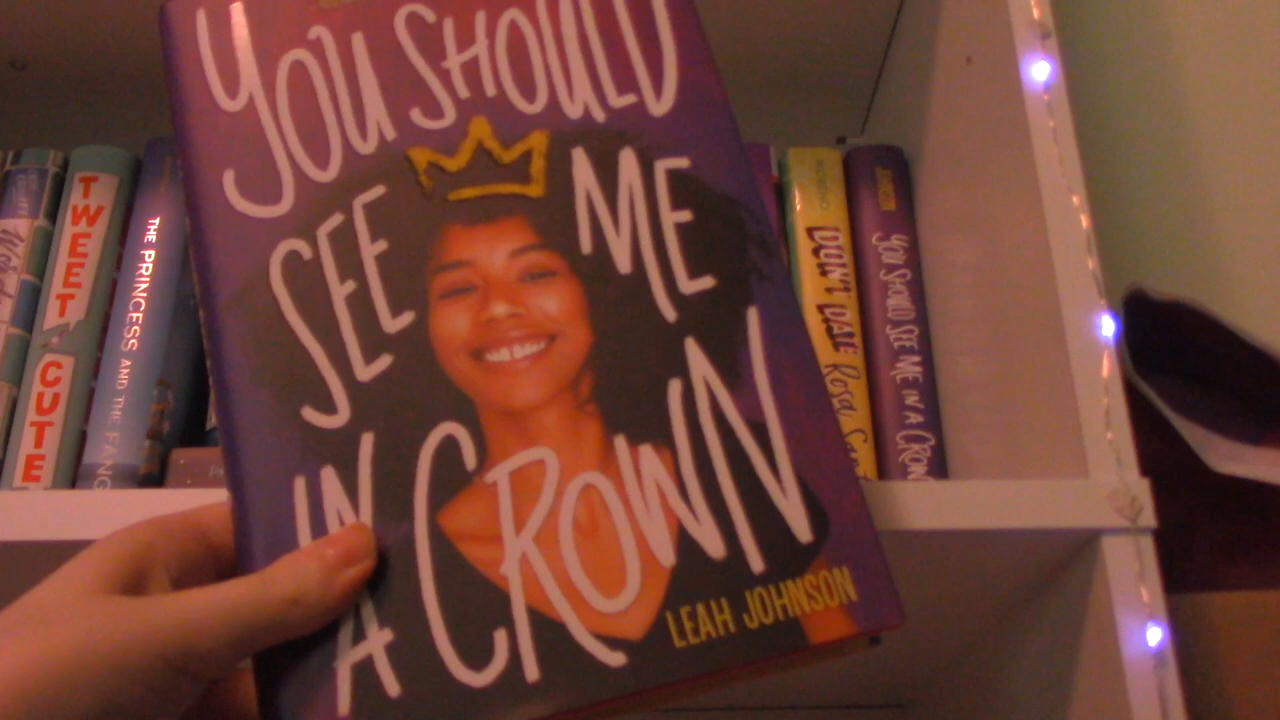 YOU SHOULD
SEE ME
IN
A CROWN
LEAH JOHNSON
TWEET
CUTE
THE PRINCESS AND THE FANG
DON'T DATE Rosa
JOHNSON
YOU SHOULD SEE ME IN A CROWN